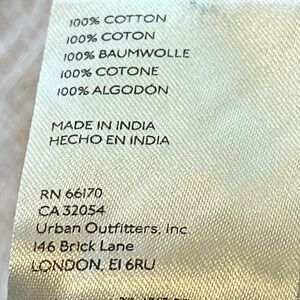 100% COTTON
100% COTON
100% BAUMWOLLE
100% COTONE
100% ALGODÓN
MADE IN INDIA
HECHO EN INDIA
RN 66170
CA 32054
Urban Outfitters, Inc
146 Brick Lane
LONDON, E1 6RU